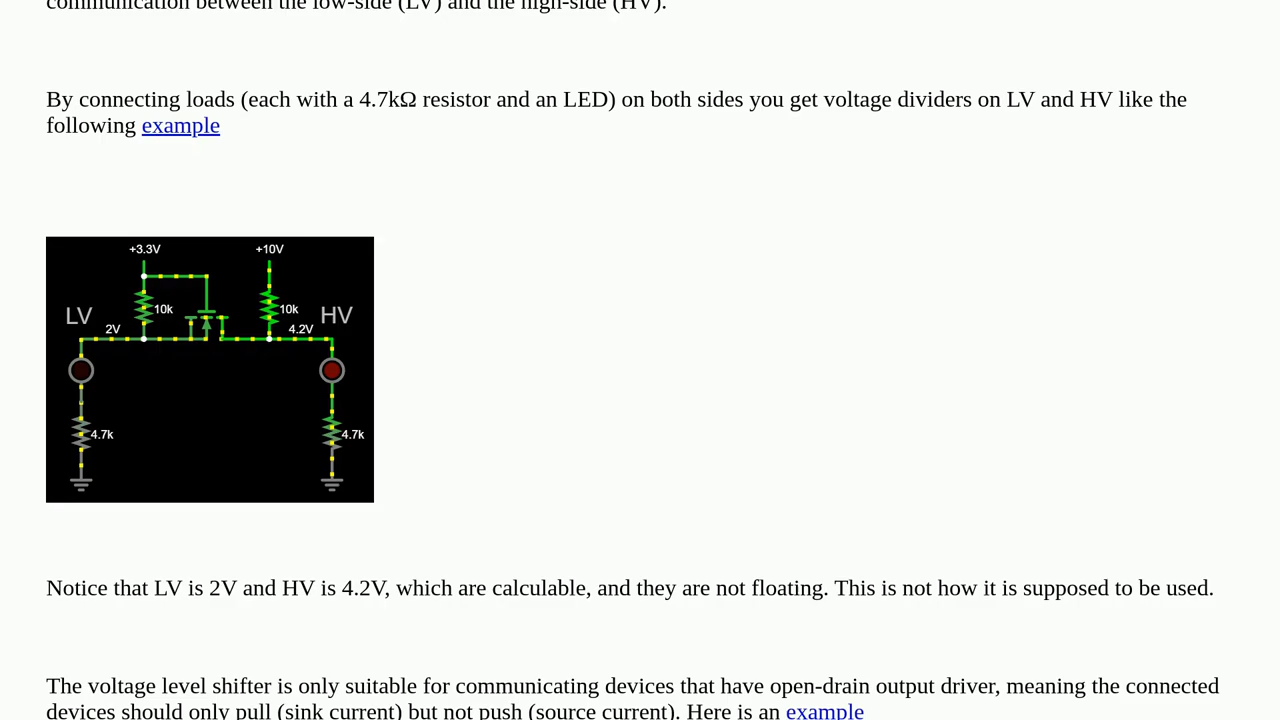 communication between the low-side (LV) and the high-side (HV).
By connecting loads (each with a 4.7kΩ resistor and an LED) on both sides you get voltage dividers on LV and HV like the
following example
+3.3V
+10V
10k
10k
LV
HV
2V
4.2V
4.7k
4.7k
Notice that LV is 2V and HV is 4.2V, which are calculable, and they are not floating. This is not how it is supposed to be used.
The voltage level shifter is only suitable for communicating devices that have open-drain output driver, meaning the connected
devices should only pull (sink current) but not push (source current). Here is an example